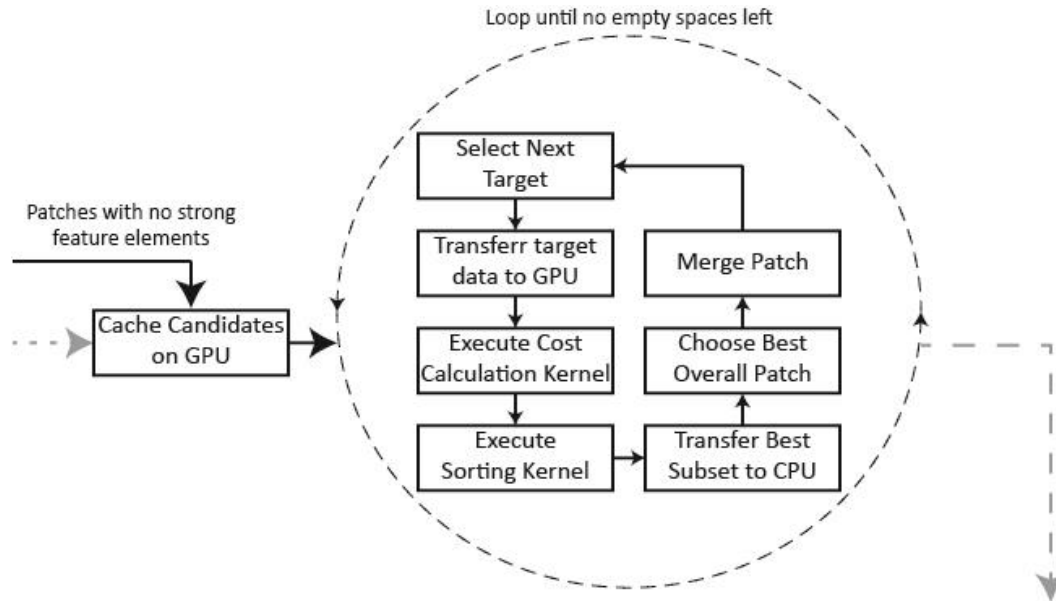 Loop until no empty spaces left
Patches with no strong
feature elements
Cache Candidates
on GPU
Select Next
Target
Transferr target
data to GPU
Execute Cost
Calculation Kernel
Execute
Sorting Kernel
Transfer Best
Subset to CPU
Choose Best
Overall Patch
Merge Patch